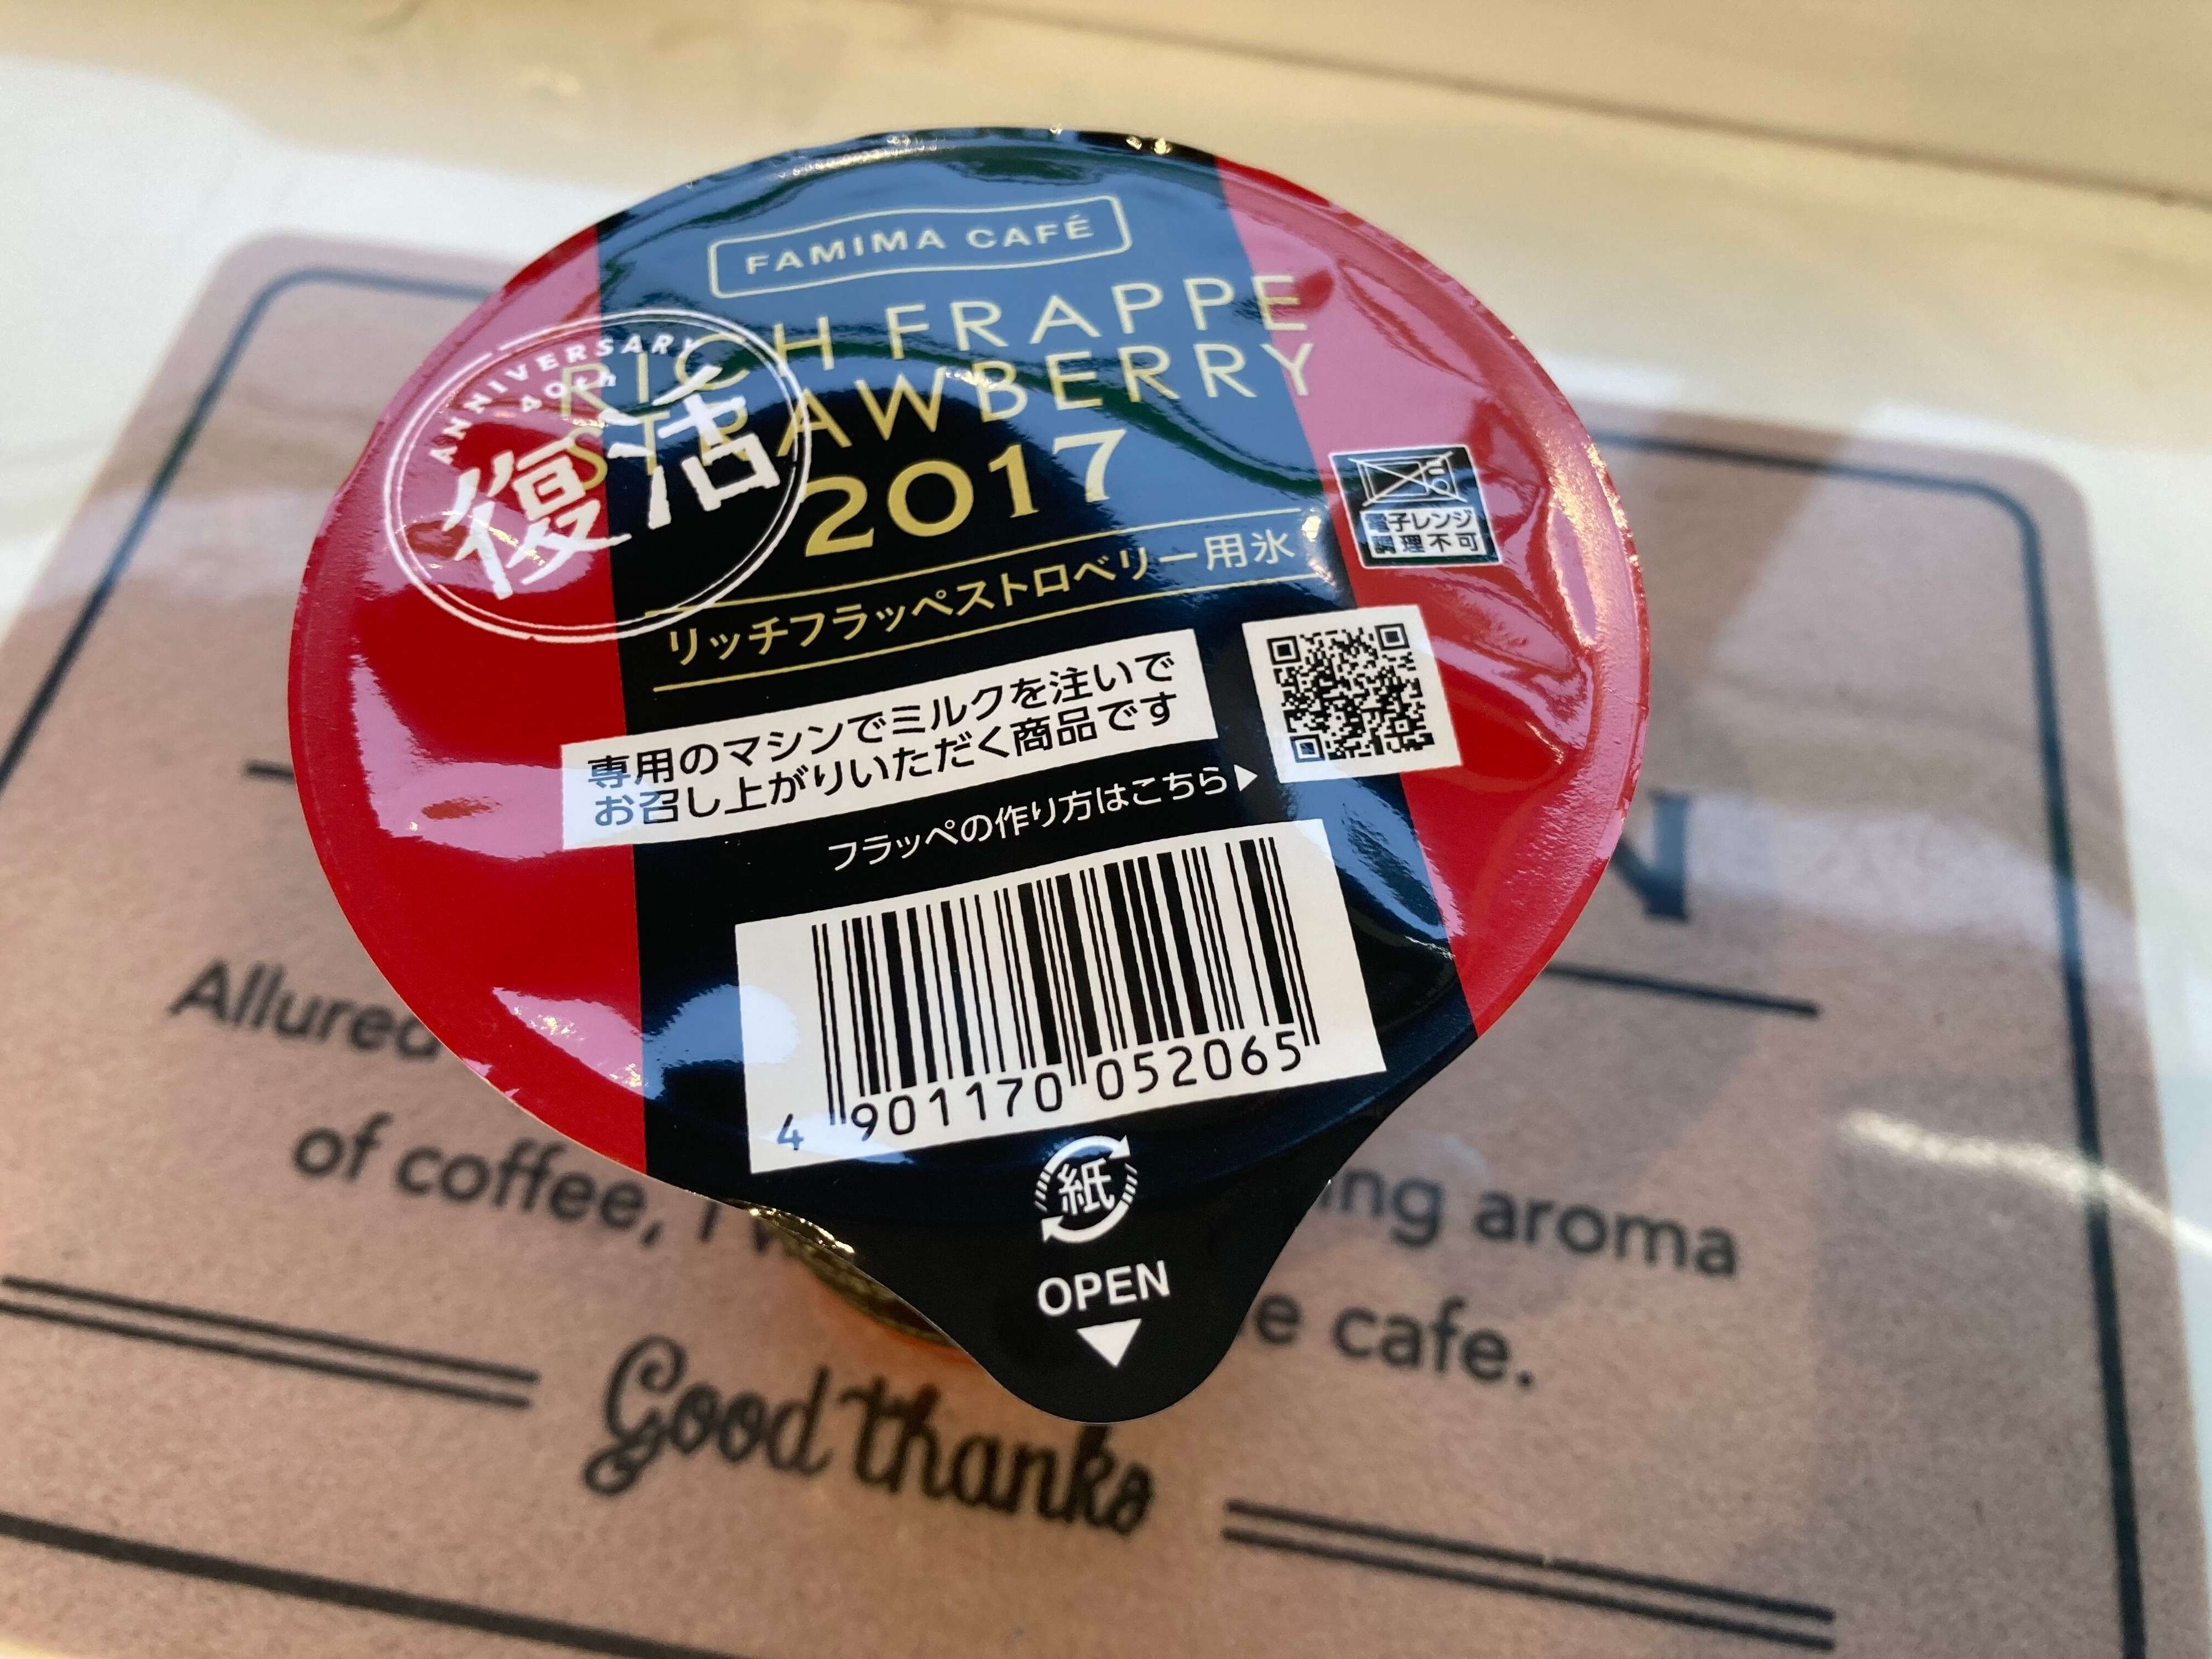 FAMIMA CAFÉ
RICH FRAPPE
STRAWBERRY
2017
ANNIVERSARY
40th
復活
リッチフラッペストロベリー用氷
電子レンジ
調理不可
専用のマシンでミルクを注いで
お召し上がりいただく商品です
フラッペの作り方はこちら▶
4 901170 052065
紙
OPEN
Allured
of coffee, I
aroma
cafe.
Good thanks